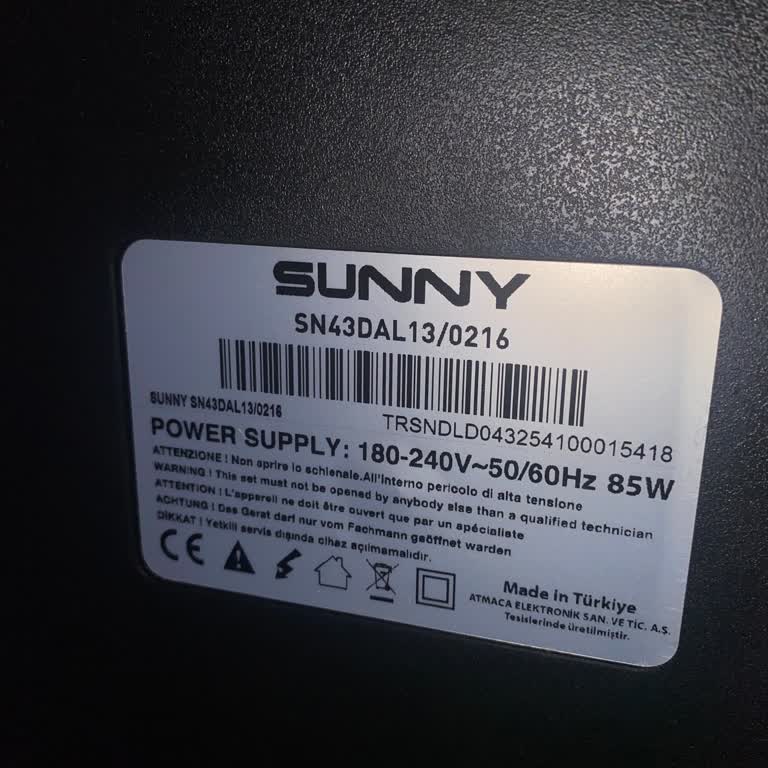 SUNNY
SN43DAL13/0216
SUNNY SN43DAL13/0216
TRSNDLD043254100015418
POWER SUPPLY: 180-240V~50/60Hz 85W
ATTENZIONE ! Non aprire lo schienale.All'Interno pericolo di alta tensione
WARNING ! This set must not be opened by anybody else than a qualified technician
ATTENTION ! L'appareil ne doit être ouvert que par un spécialiste
ACHTUNG ! Das Gerat darf nur vom Fachmann geöffnet warden
DİKKAT ! Yetkili servis dışında cihaz açılmamalıdır.
CE
Made in Türkiye
ATMACA ELEKTRONİK SAN. VE TİC. A.Ş.
Tesislerinde üretilmiştir.